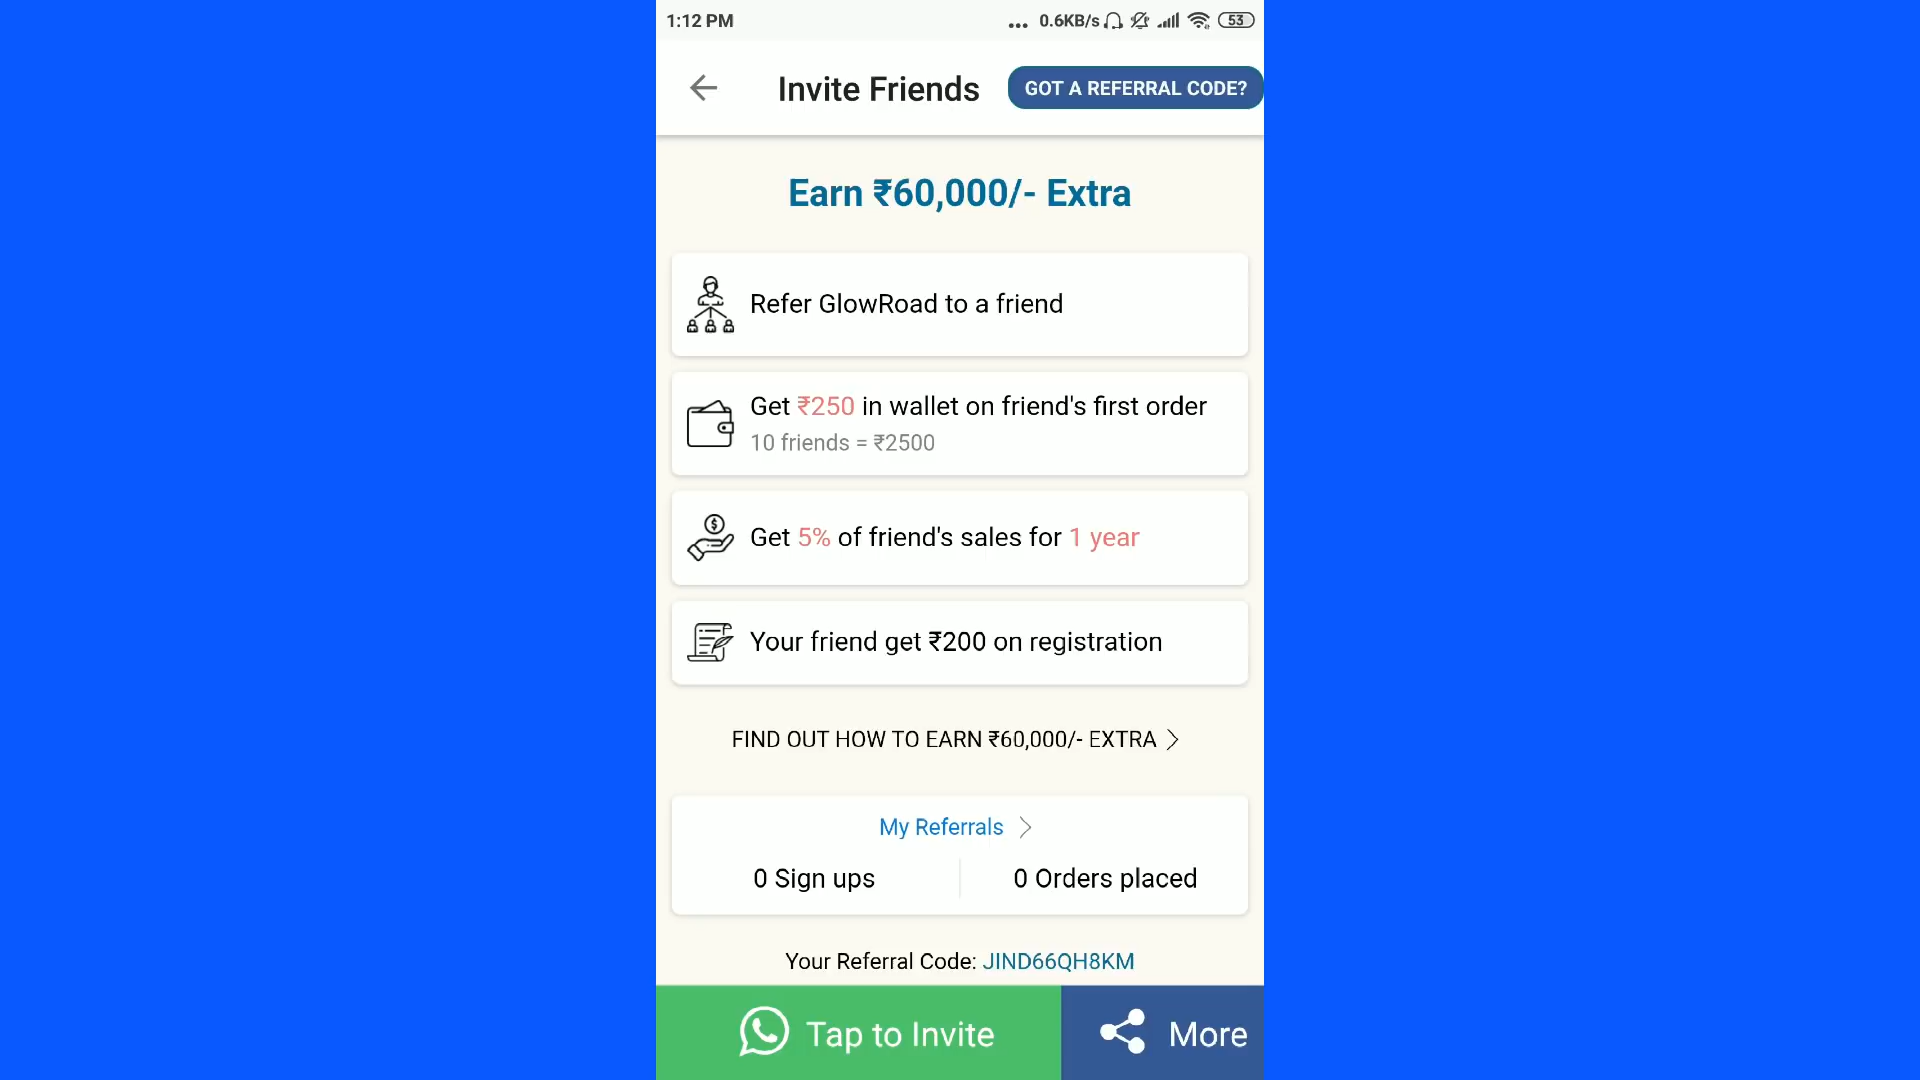 1:12 PM
... 0.6KB/s 53
Invite Friends
GOT A REFERRAL CODE?
Earn ₹60,000/- Extra
Refer GlowRoad to a friend
Get ₹250 in wallet on friend's first order
10 friends = ₹2500
Get 5% of friend's sales for 1 year
Your friend get ₹200 on registration
FIND OUT HOW TO EARN ₹60,000/- EXTRA
My Referrals
0 Sign ups
0 Orders placed
Your Referral Code: JIND66QH8KM
Tap to Invite
More